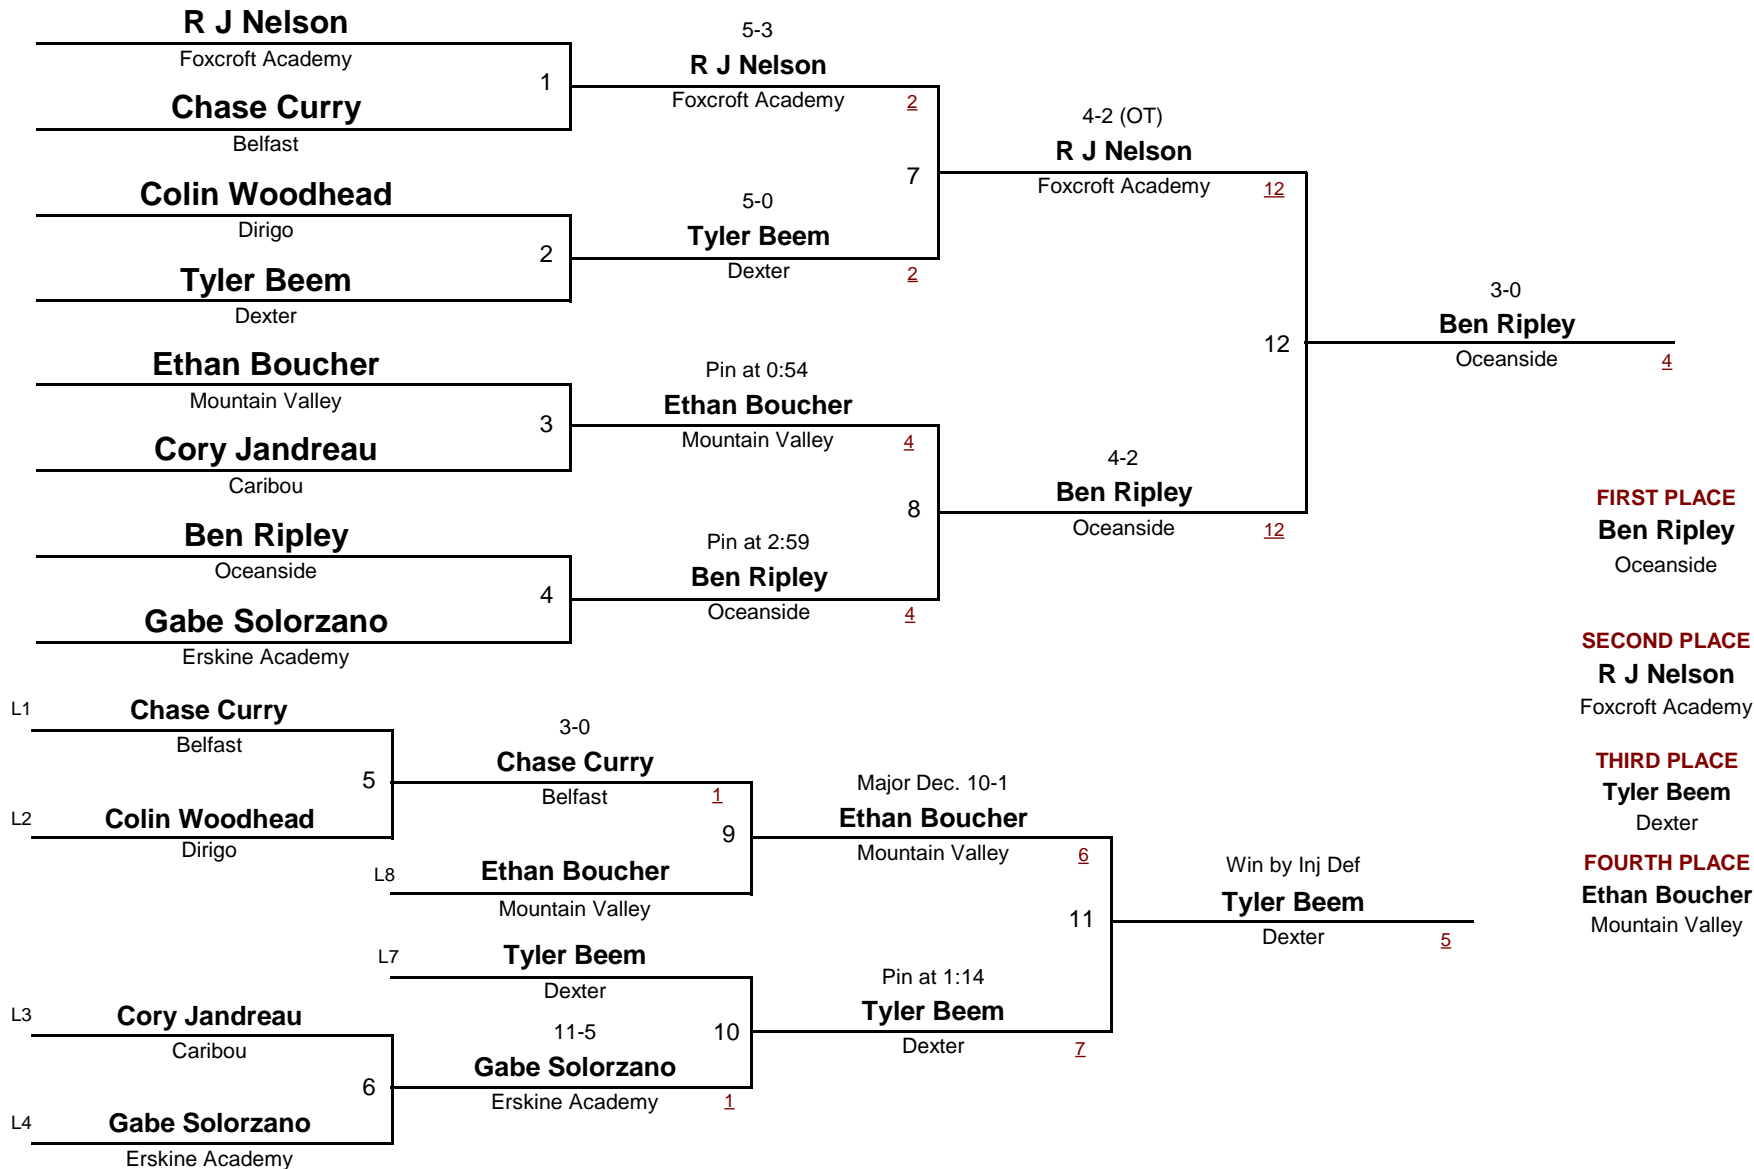 R J Nelson
Foxcroft Academy
1
Chase Curry
Belfast
Colin Woodhead
Dirigo
2
Tyler Beem
Dexter
Ethan Boucher
Mountain Valley
3
Cory Jandreau
Caribou
Ben Ripley
Oceanside
4
Gabe Solorzano
Erskine Academy
5-3
R J Nelson
Foxcroft Academy 2
7
5-0
Tyler Beem
Dexter 2
Pin at 0:54
Ethan Boucher
Mountain Valley 4
8
Pin at 2:59
Ben Ripley
Oceanside 4
4-2 (OT)
R J Nelson
Foxcroft Academy 12
12
4-2
Ben Ripley
Oceanside 12
3-0
Ben Ripley
Oceanside 4
FIRST PLACE
Ben Ripley
Oceanside
SECOND PLACE
R J Nelson
Foxcroft Academy
THIRD PLACE
Tyler Beem
Dexter
FOURTH PLACE
Ethan Boucher
Mountain Valley
L1 Chase Curry
Belfast
5
L2 Colin Woodhead
Dirigo
3-0
Chase Curry
Belfast 1
9
L8 Ethan Boucher
Mountain Valley
L7 Tyler Beem
Dexter
10
11-5
Gabe Solorzano
Erskine Academy 1
L3 Cory Jandreau
Caribou
6
L4 Gabe Solorzano
Erskine Academy
Major Dec. 10-1
Ethan Boucher
Mountain Valley 6
11
Pin at 1:14
Tyler Beem
Dexter 7
Win by Inj Def
Tyler Beem
Dexter 5